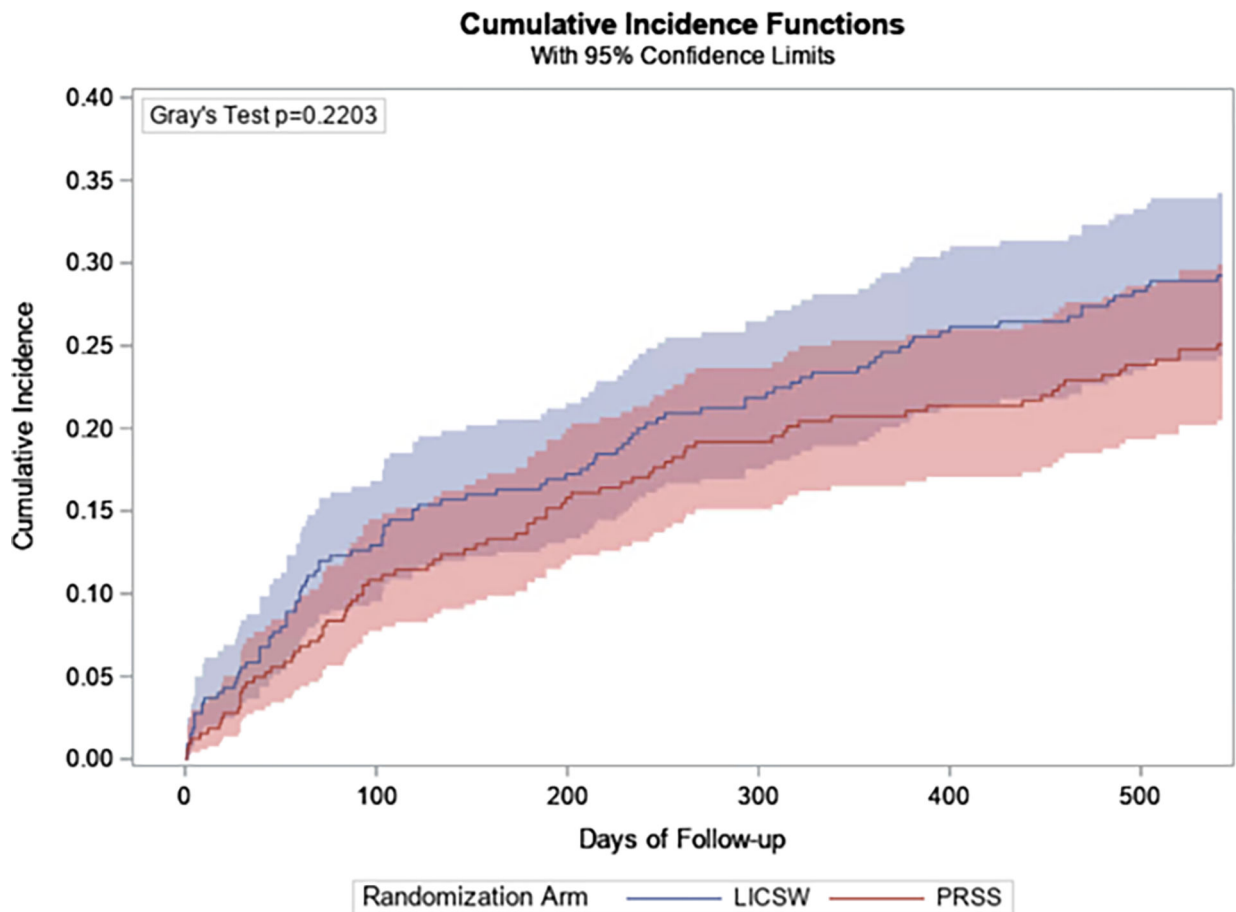 Cumulative Incidence Functions
With 95% Confidence Limits
Gray's Test p=0.2203
0.40
0.35
0.30
0.25
0.20
0.15
0.10
0.05
0.00
Cumulative Incidence
0 100 200 300 400 500
Days of Follow-up
Randomization Arm LICSW PRSS